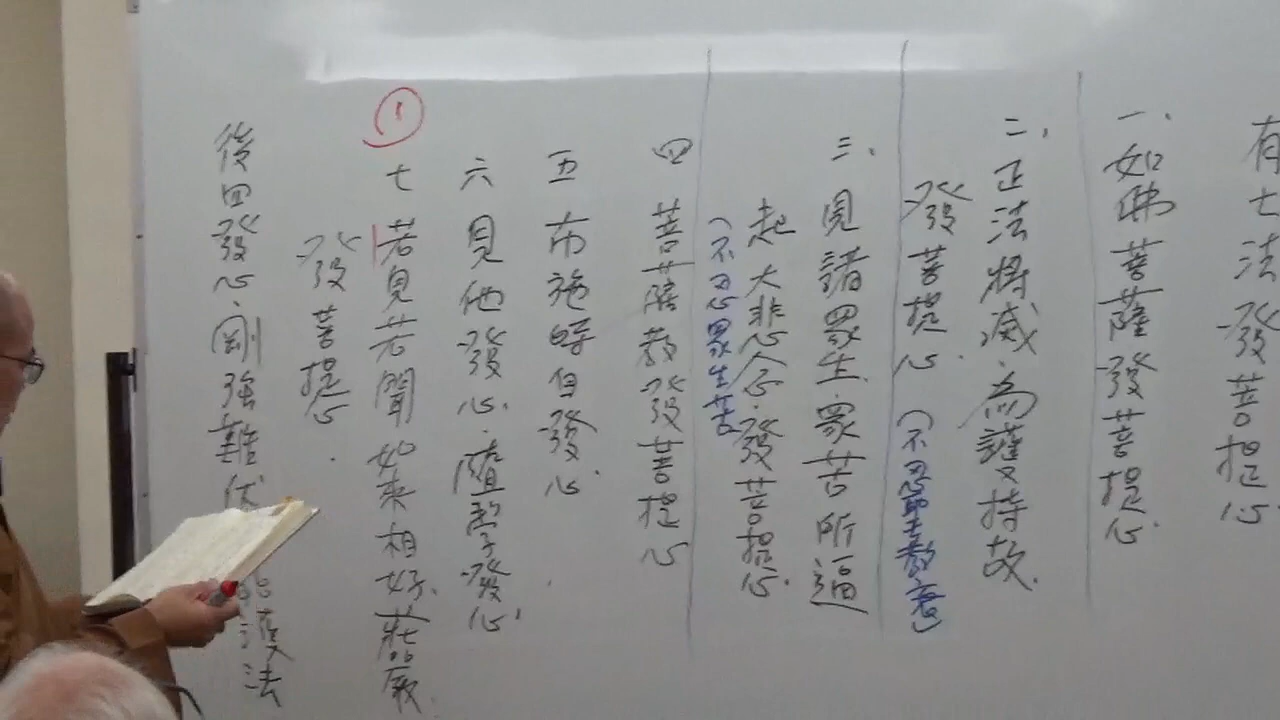 有七法發菩提心
一、如佛菩薩發菩提心.
二、正法將滅.為護持故.
發菩提心.
(不忍聖教衰)
三、見諸眾生.眾苦所逼
起大悲念.發菩提心.
(不忍眾生苦
四 菩薩教發菩提心
五 布施時自發心.
六 見他發心.隨學發心.
①
七 若見若聞如來相好.莊嚴.
發菩提心.
後四發心.剛強難伏
法